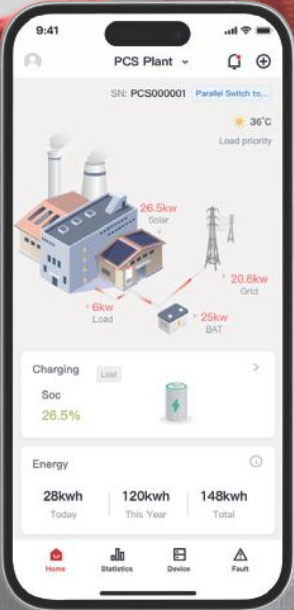 9:41
PCS Plant
SN: PCS000001 Parallel Switch to...
36°C
Load priority
26.5kw
Solar
20.6kw
Grid
6kw
Load
25kw
BAT
Charging Lost
Soc
26.5%
Energy
28kwh 120kwh 148kwh
Today This Year Total
Home Statistics Device Fault